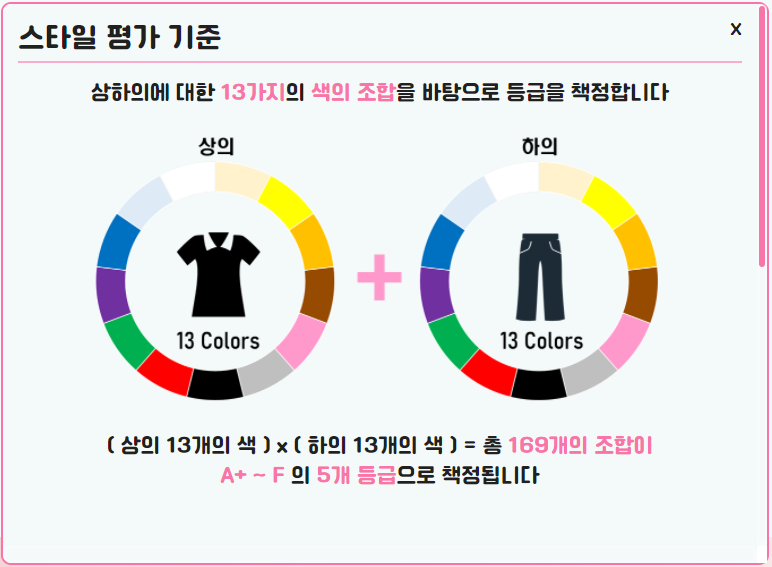 스타일 평가 기준
X
상하의에 대한 13가지의 색의 조합을 바탕으로 등급을 책정합니다
상의
하의
13 Colors
+
13 Colors
( 상의 13개의 색 ) x ( 하의 13개의 색 ) = 총 169개의 조합이
A+ ~ F 의 5개 등급으로 책정됩니다